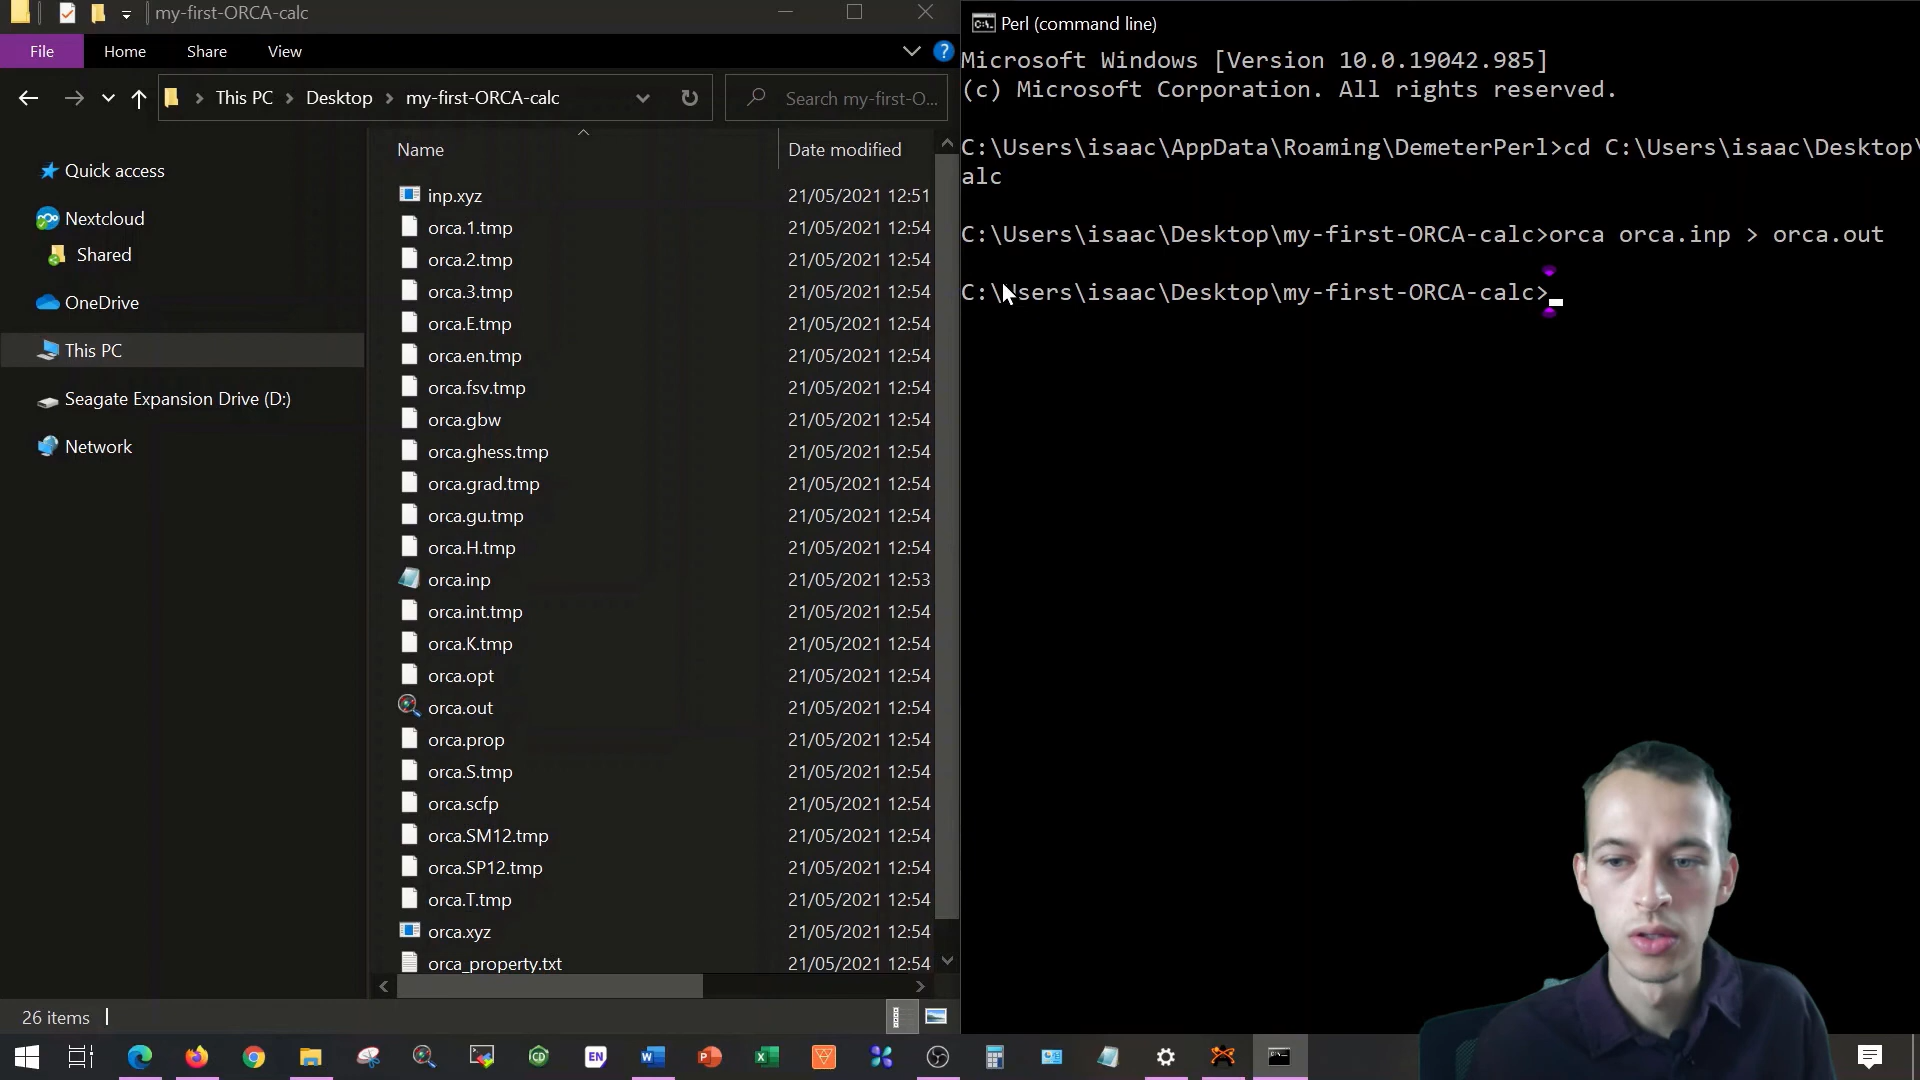 my-first-ORCA-calc
File Home Share View
This PC Desktop my-first-ORCA-calc
Search my-first-O...
Quick access
Nextcloud
Shared
OneDrive
This PC
Seagate Expansion Drive (D:)
Network
Name Date modified
inp.xyz 21/05/2021 12:51
orca.1.tmp 21/05/2021 12:54
orca.2.tmp 21/05/2021 12:54
orca.3.tmp 21/05/2021 12:54
orca.E.tmp 21/05/2021 12:54
orca.en.tmp 21/05/2021 12:54
orca.fsv.tmp 21/05/2021 12:54
orca.gbw 21/05/2021 12:54
orca.ghess.tmp 21/05/2021 12:54
orca.grad.tmp 21/05/2021 12:54
orca.gu.tmp 21/05/2021 12:54
orca.H.tmp 21/05/2021 12:54
orca.inp 21/05/2021 12:53
orca.int.tmp 21/05/2021 12:54
orca.K.tmp 21/05/2021 12:54
orca.opt 21/05/2021 12:54
orca.out 21/05/2021 12:54
orca.prop 21/05/2021 12:54
orca.S.tmp 21/05/2021 12:54
orca.scfp 21/05/2021 12:54
orca.SM12.tmp 21/05/2021 12:54
orca.SP12.tmp 21/05/2021 12:54
orca.T.tmp 21/05/2021 12:54
orca.xyz 21/05/2021 12:54
orca_property.txt 21/05/2021 12:54
26 items
Perl (command line)
Microsoft Windows [Version 10.0.19042.985]
(c) Microsoft Corporation. All rights reserved.
C:\Users\isaac\AppData\Roaming\DemeterPerl>cd C:\Users\isaac\Desktop\
alc
C:\Users\isaac\Desktop\my-first-ORCA-calc>orca orca.inp > orca.out
C:\Users\isaac\Desktop\my-first-ORCA-calc>_
CD
EN